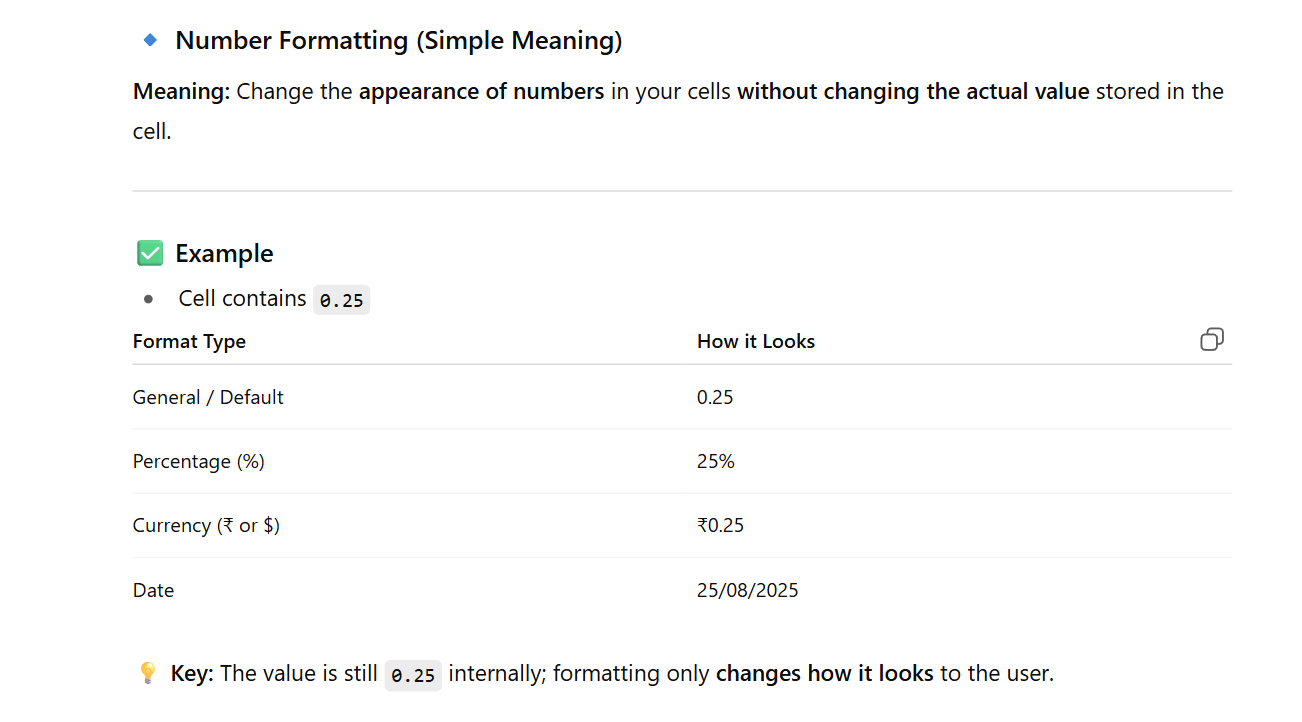 Number Formatting (Simple Meaning)
Meaning: Change the appearance of numbers in your cells without changing the actual value stored in the
cell.
Example
Cell contains 0.25
Format Type How it Looks
General / Default 0.25
Percentage (%) 25%
Currency (₹ or $) ₹0.25
Date 25/08/2025
Key: The value is still 0.25 internally; formatting only changes how it looks to the user.